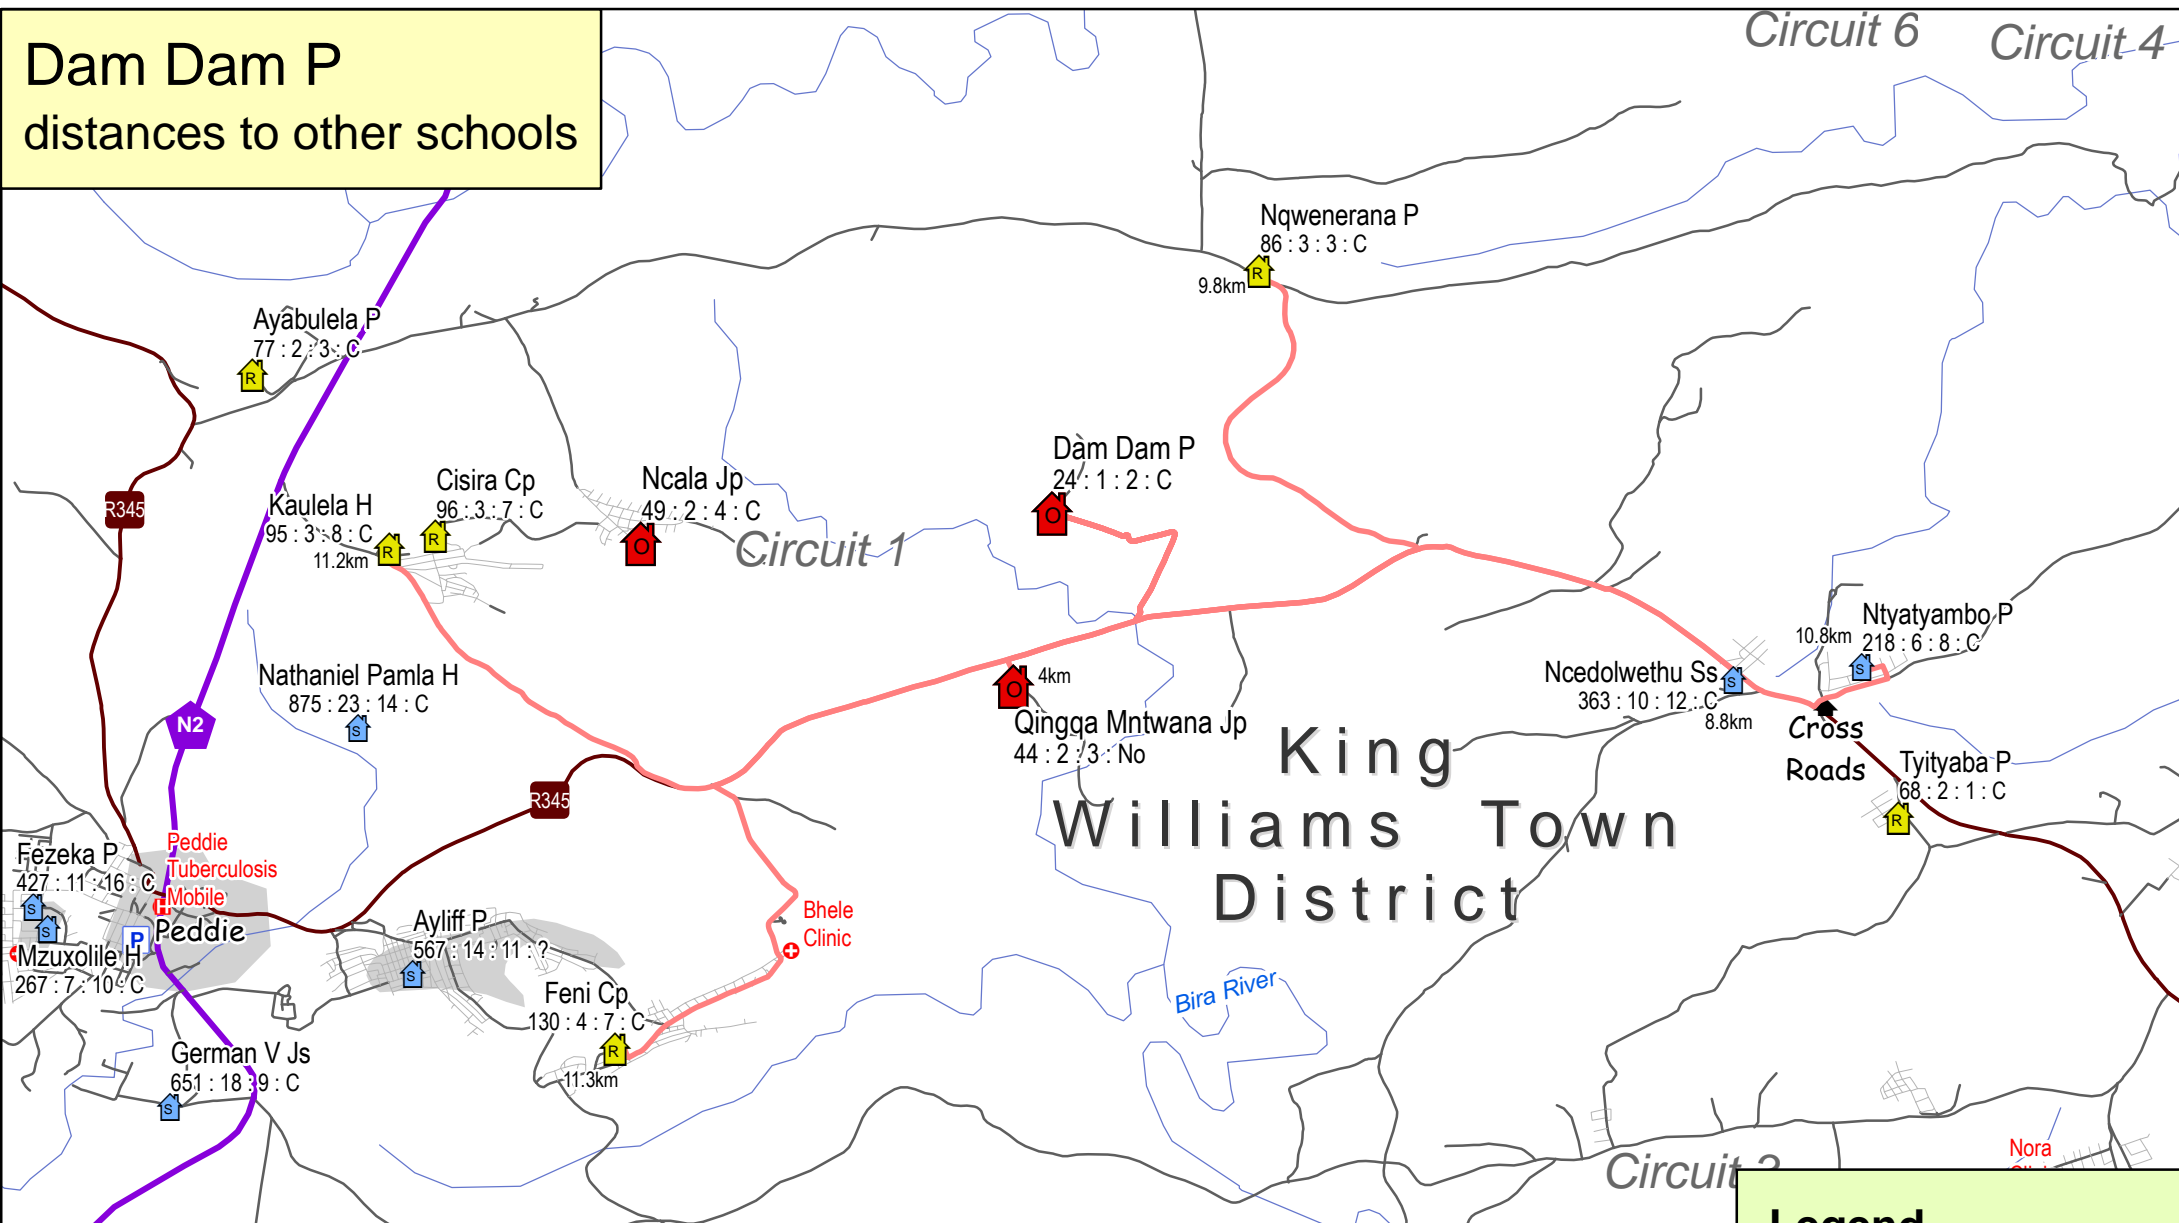 Dam Dam P
distances to other schools
Circuit 6
Circuit 4
Nqwenerana P
86 : 3 : 3 : C
9.8km
Ayabulela P
77 : 2 : 3 : C
R
Dam Dam P
24 : 1 : 2 : C
O
Ncala Jp
49 : 2 : 4 : C
O
Cisira Cp
96 : 3 : 7 : C
R
Kaulela H
95 : 3 : 8 : C
11.2km
R
R345
Circuit 1
Ntyatyambo P
218 : 6 : 8 : C
10.8km
S
Ncedolwethu Ss
363 : 10 : 12 : C
8.8km
S
Nathaniel Pamla H
875 : 23 : 14 : C
S
N2
4km
O
Qingqa Mntwana Jp
44 : 2 : 3 : No
King
Williams Town
District
Cross
Roads
Tyityaba P
68 : 2 : 1 : C
R
R345
Peddie
Tuberculosis
Mobile
H
Fezeka P
427 : 11 : 16 : C
S
S
P
Peddie
Mzuxolile H
267 : 7 : 10 : C
Ayliff P
567 : 14 : 11 : ?
S
Bhele
Clinic
Feni Cp
130 : 4 : 7 : C
R
11.3km
Bira River
German V Js
651 : 18 : 9 : C
S
Nora
Circuit
Legend